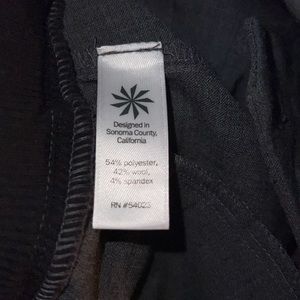 Designed in
Sonoma County,
California
54% polyester,
42% wool,
4% spandex
RN #54023